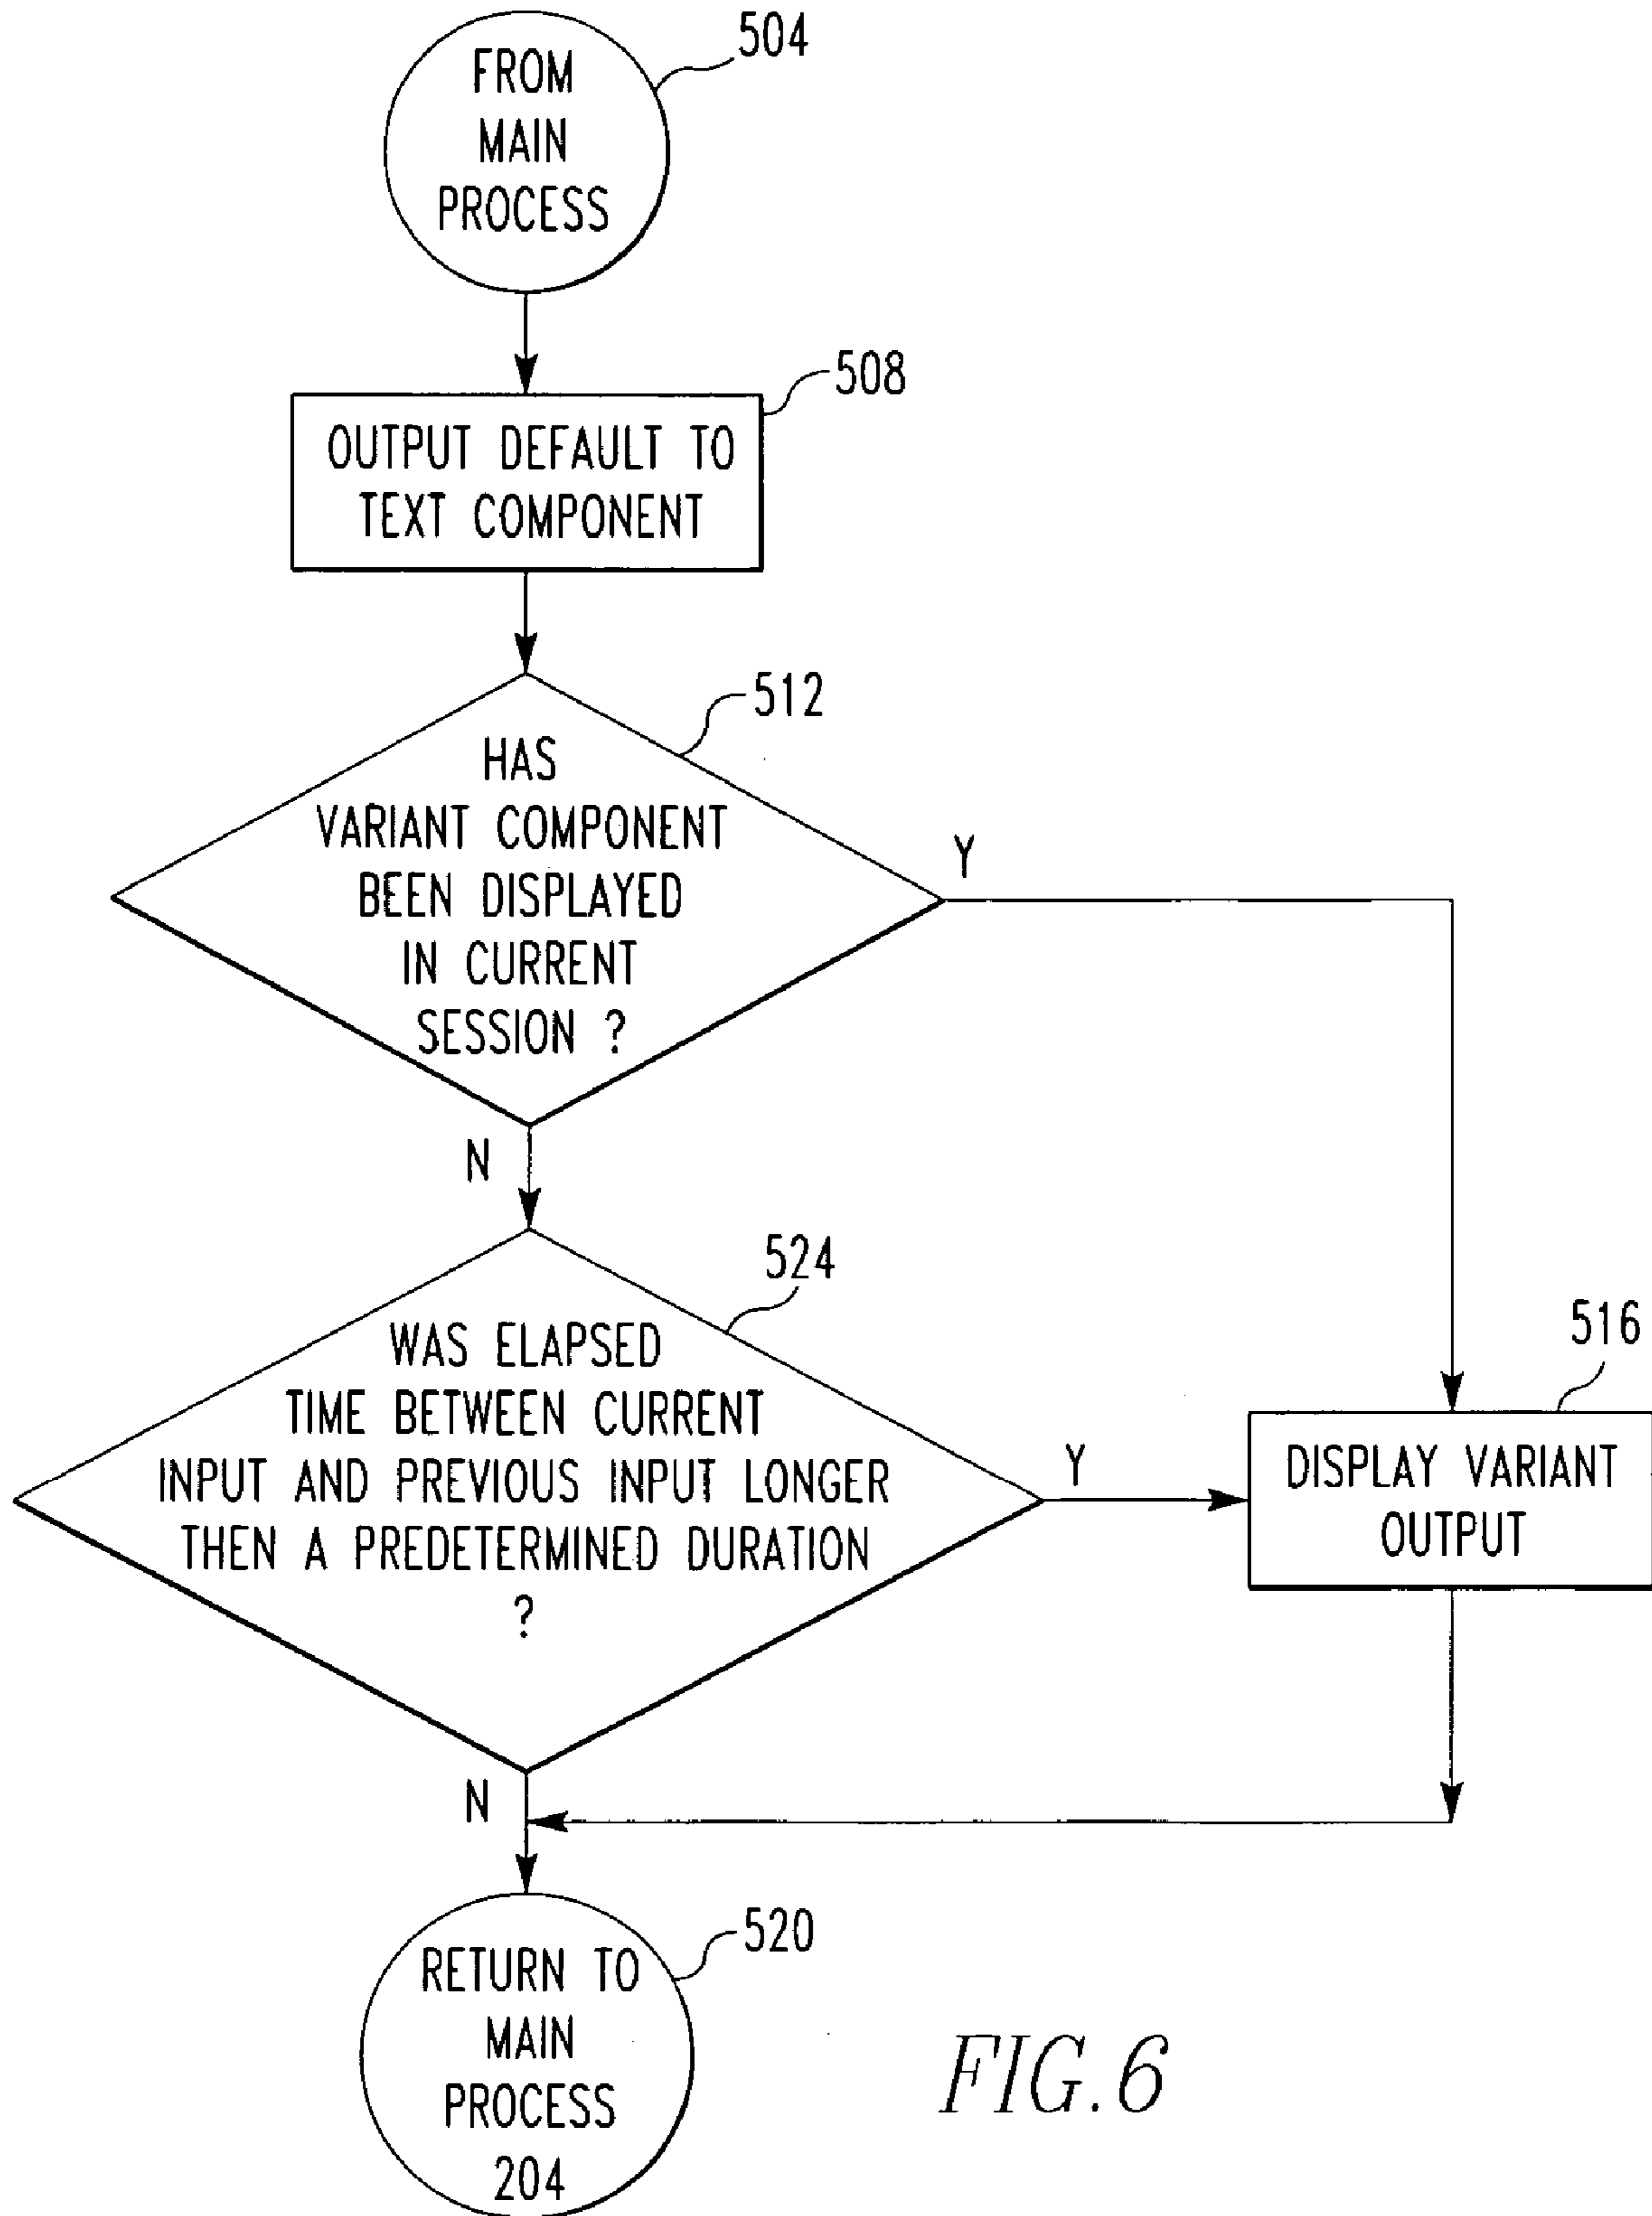 FROM
MAIN
PROCESS
504
OUTPUT DEFAULT TO
TEXT COMPONENT
508
HAS
VARIANT COMPONENT
BEEN DISPLAYED
IN CURRENT
SESSION ?
512
Y
N
WAS ELAPSED
TIME BETWEEN CURRENT
INPUT AND PREVIOUS INPUT LONGER
THEN A PREDETERMINED DURATION
?
524
Y
516
DISPLAY VARIANT
OUTPUT
N
RETURN TO
MAIN
PROCESS
204
520
FIG. 6